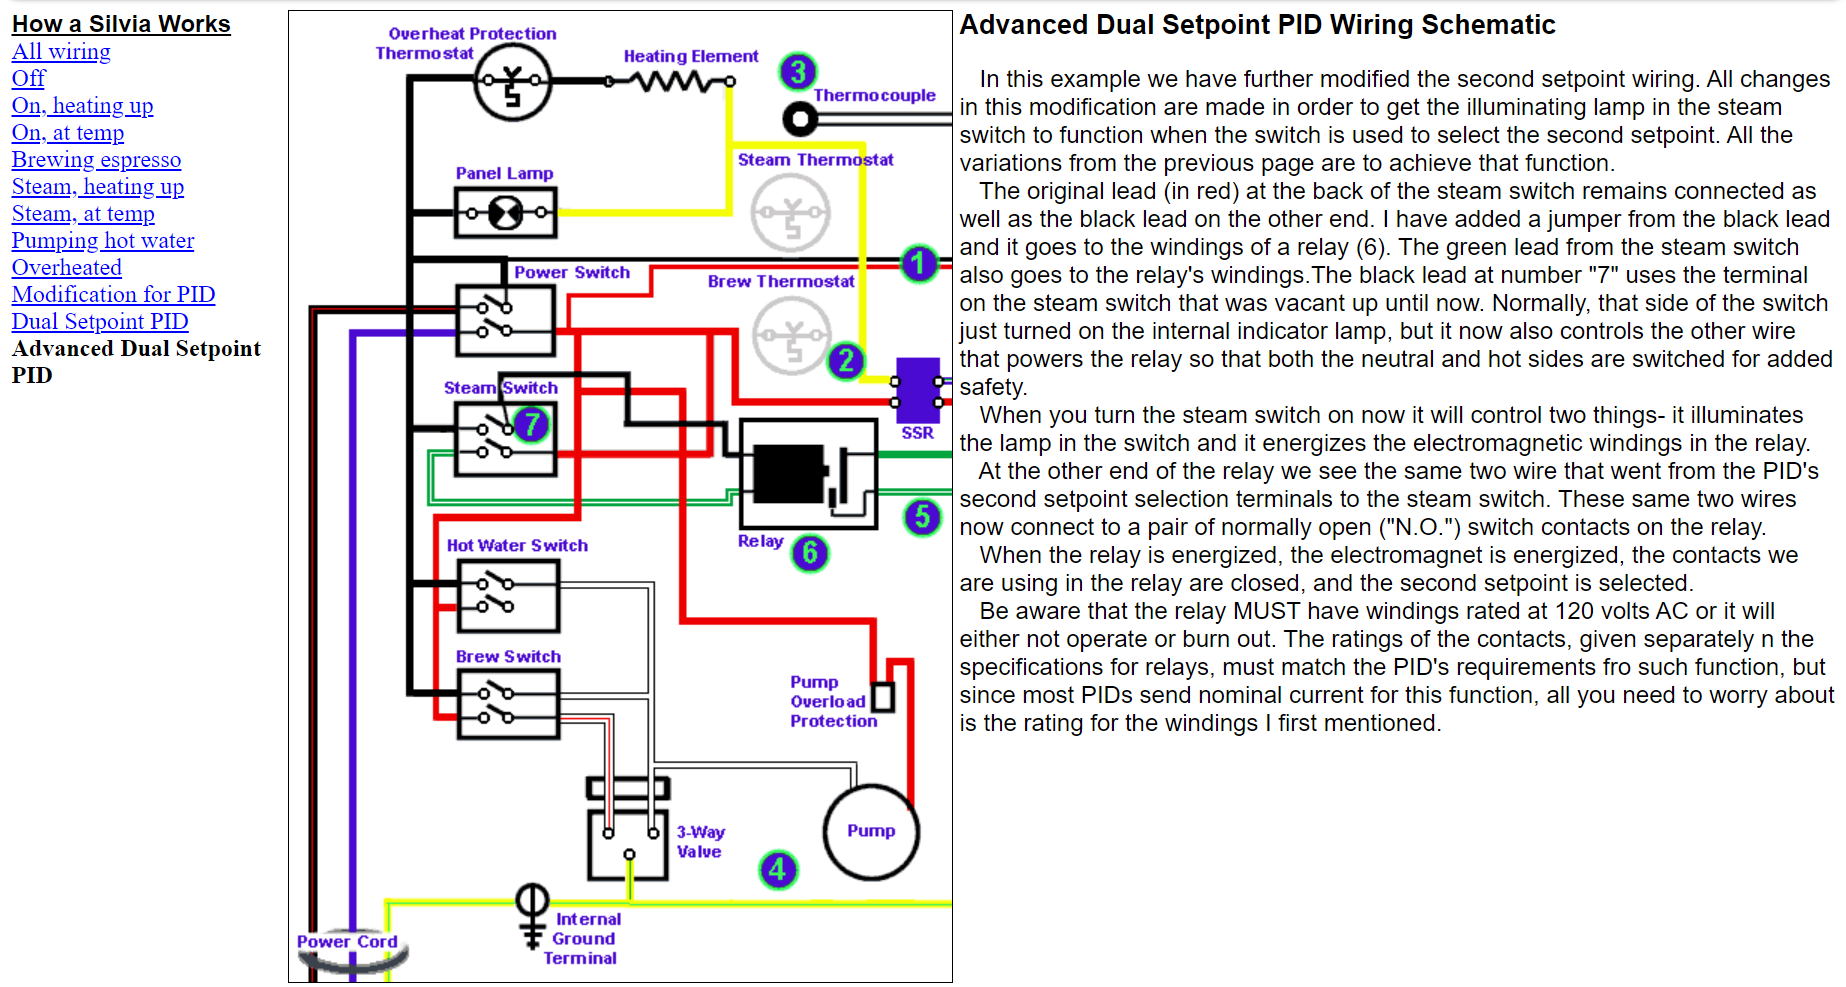 How a Silvia Works
All wiring
Off
On, heating up
On, at temp
Brewing espresso
Steam, heating up
Steam, at temp
Pumping hot water
Overheated
Modification for PID
Dual Setpoint PID
Advanced Dual Setpoint
PID
Overheat Protection
Thermostat
Heating Element
3
Thermocouple
Steam Thermostat
Panel Lamp
1
Power Switch
Brew Thermostat
2
Steam Switch
7
SSR
5
Relay
6
Hot Water Switch
Brew Switch
Pump
Overload
Protection
Pump
3-Way
Valve
4
Internal
Ground
Terminal
Power Cord
Advanced Dual Setpoint PID Wiring Schematic
In this example we have further modified the second setpoint wiring. All changes
in this modification are made in order to get the illuminating lamp in the steam
switch to function when the switch is used to select the second setpoint. All the
variations from the previous page are to achieve that function.
The original lead (in red) at the back of the steam switch remains connected as
well as the black lead on the other end. I have added a jumper from the black lead
and it goes to the windings of a relay (6). The green lead from the steam switch
also goes to the relay's windings.The black lead at number "7" uses the terminal
on the steam switch that was vacant up until now. Normally, that side of the switch
just turned on the internal indicator lamp, but it now also controls the other wire
that powers the relay so that both the neutral and hot sides are switched for added
safety.
When you turn the steam switch on now it will control two things- it illuminates
the lamp in the switch and it energizes the electromagnetic windings in the relay.
At the other end of the relay we see the same two wire that went from the PID's
second setpoint selection terminals to the steam switch. These same two wires
now connect to a pair of normally open ("N.O.") switch contacts on the relay.
When the relay is energized, the electromagnet is energized, the contacts we
are using in the relay are closed, and the second setpoint is selected.
Be aware that the relay MUST have windings rated at 120 volts AC or it will
either not operate or burn out. The ratings of the contacts, given separately n the
specifications for relays, must match the PID's requirements fro such function, but
since most PIDs send nominal current for this function, all you need to worry about
is the rating for the windings I first mentioned.